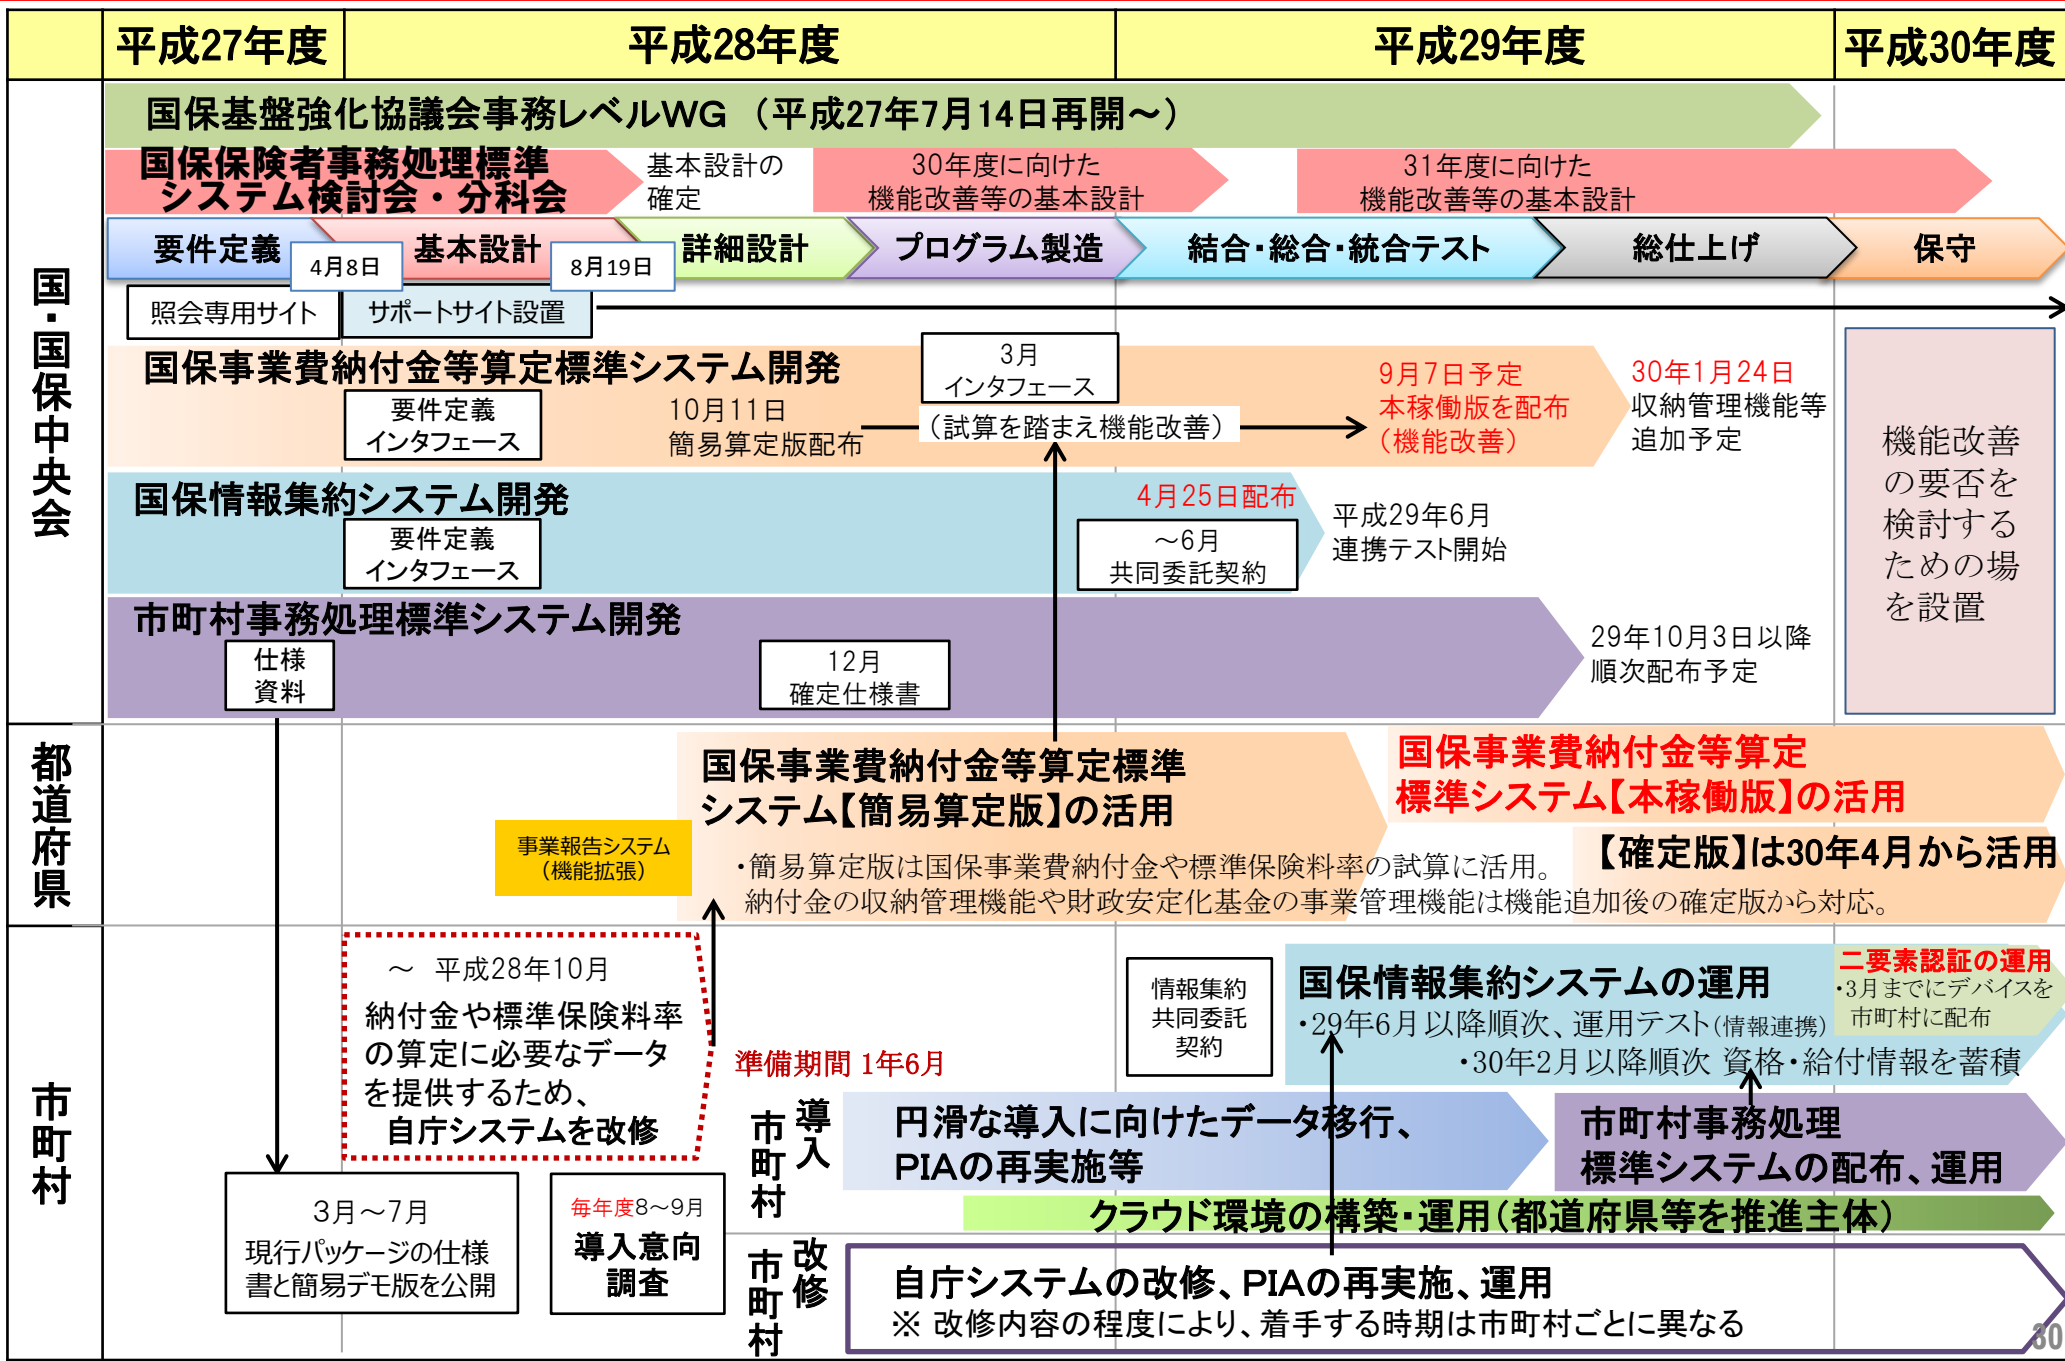 平成27年度
平成28年度
平成29年度
平成30年度
国・国保中央会
国保基盤強化協議会事務レベルWG （平成27年7月14日再開～）
国保保険者事務処理標準
システム検討会・分科会
基本設計の
確定
30年度に向けた
機能改善等の基本設計
31年度に向けた
機能改善等の基本設計
要件定義
4月8日
基本設計
8月19日
詳細設計
プログラム製造
結合・総合・統合テスト
総仕上げ
保守
照会専用サイト
サポートサイト設置
国保事業費納付金等算定標準システム開発
要件定義
インタフェース
10月11日
簡易算定版配布
3月
インタフェース
（試算を踏まえ機能改善）
9月7日予定
本稼働版を配布
（機能改善）
30年1月24日
収納管理機能等
追加予定
国保情報集約システム開発
要件定義
インタフェース
4月25日配布
～6月
共同委託契約
平成29年6月
連携テスト開始
市町村事務処理標準システム開発
仕様
資料
12月
確定仕様書
29年10月3日以降
順次配布予定
機能改善
の要否を
検討する
ための場
を設置
都道府県
国保事業費納付金等算定標準
システム【簡易算定版】の活用
国保事業費納付金等算定
標準システム【本稼働版】の活用
事業報告システム
（機能拡張）
【確定版】は30年4月から活用
・簡易算定版は国保事業費納付金や標準保険料率の試算に活用。
納付金の収納管理機能や財政安定化基金の事業管理機能は機能追加後の確定版から対応。
市町村
～ 平成28年10月
納付金や標準保険料率
の算定に必要なデータ
を提供するため、
自庁システムを改修
準備期間 1年6月
情報集約
共同委託
契約
国保情報集約システムの運用
・29年6月以降順次、運用テスト（情報連携）
・30年2月以降順次 資格・給付情報を蓄積
二要素認証の運用
・3月までにデバイスを
市町村に配布
導入
市町村
円滑な導入に向けたデータ移行、
PIAの再実施等
市町村事務処理
標準システムの配布、運用
クラウド環境の構築・運用（都道府県等を推進主体）
3月～7月
現行パッケージの仕様
書と簡易デモ版を公開
毎年度8～9月
導入意向
調査
改修
市町村
自庁システムの改修、PIAの再実施、運用
※ 改修内容の程度により、着手する時期は市町村ごとに異なる
30